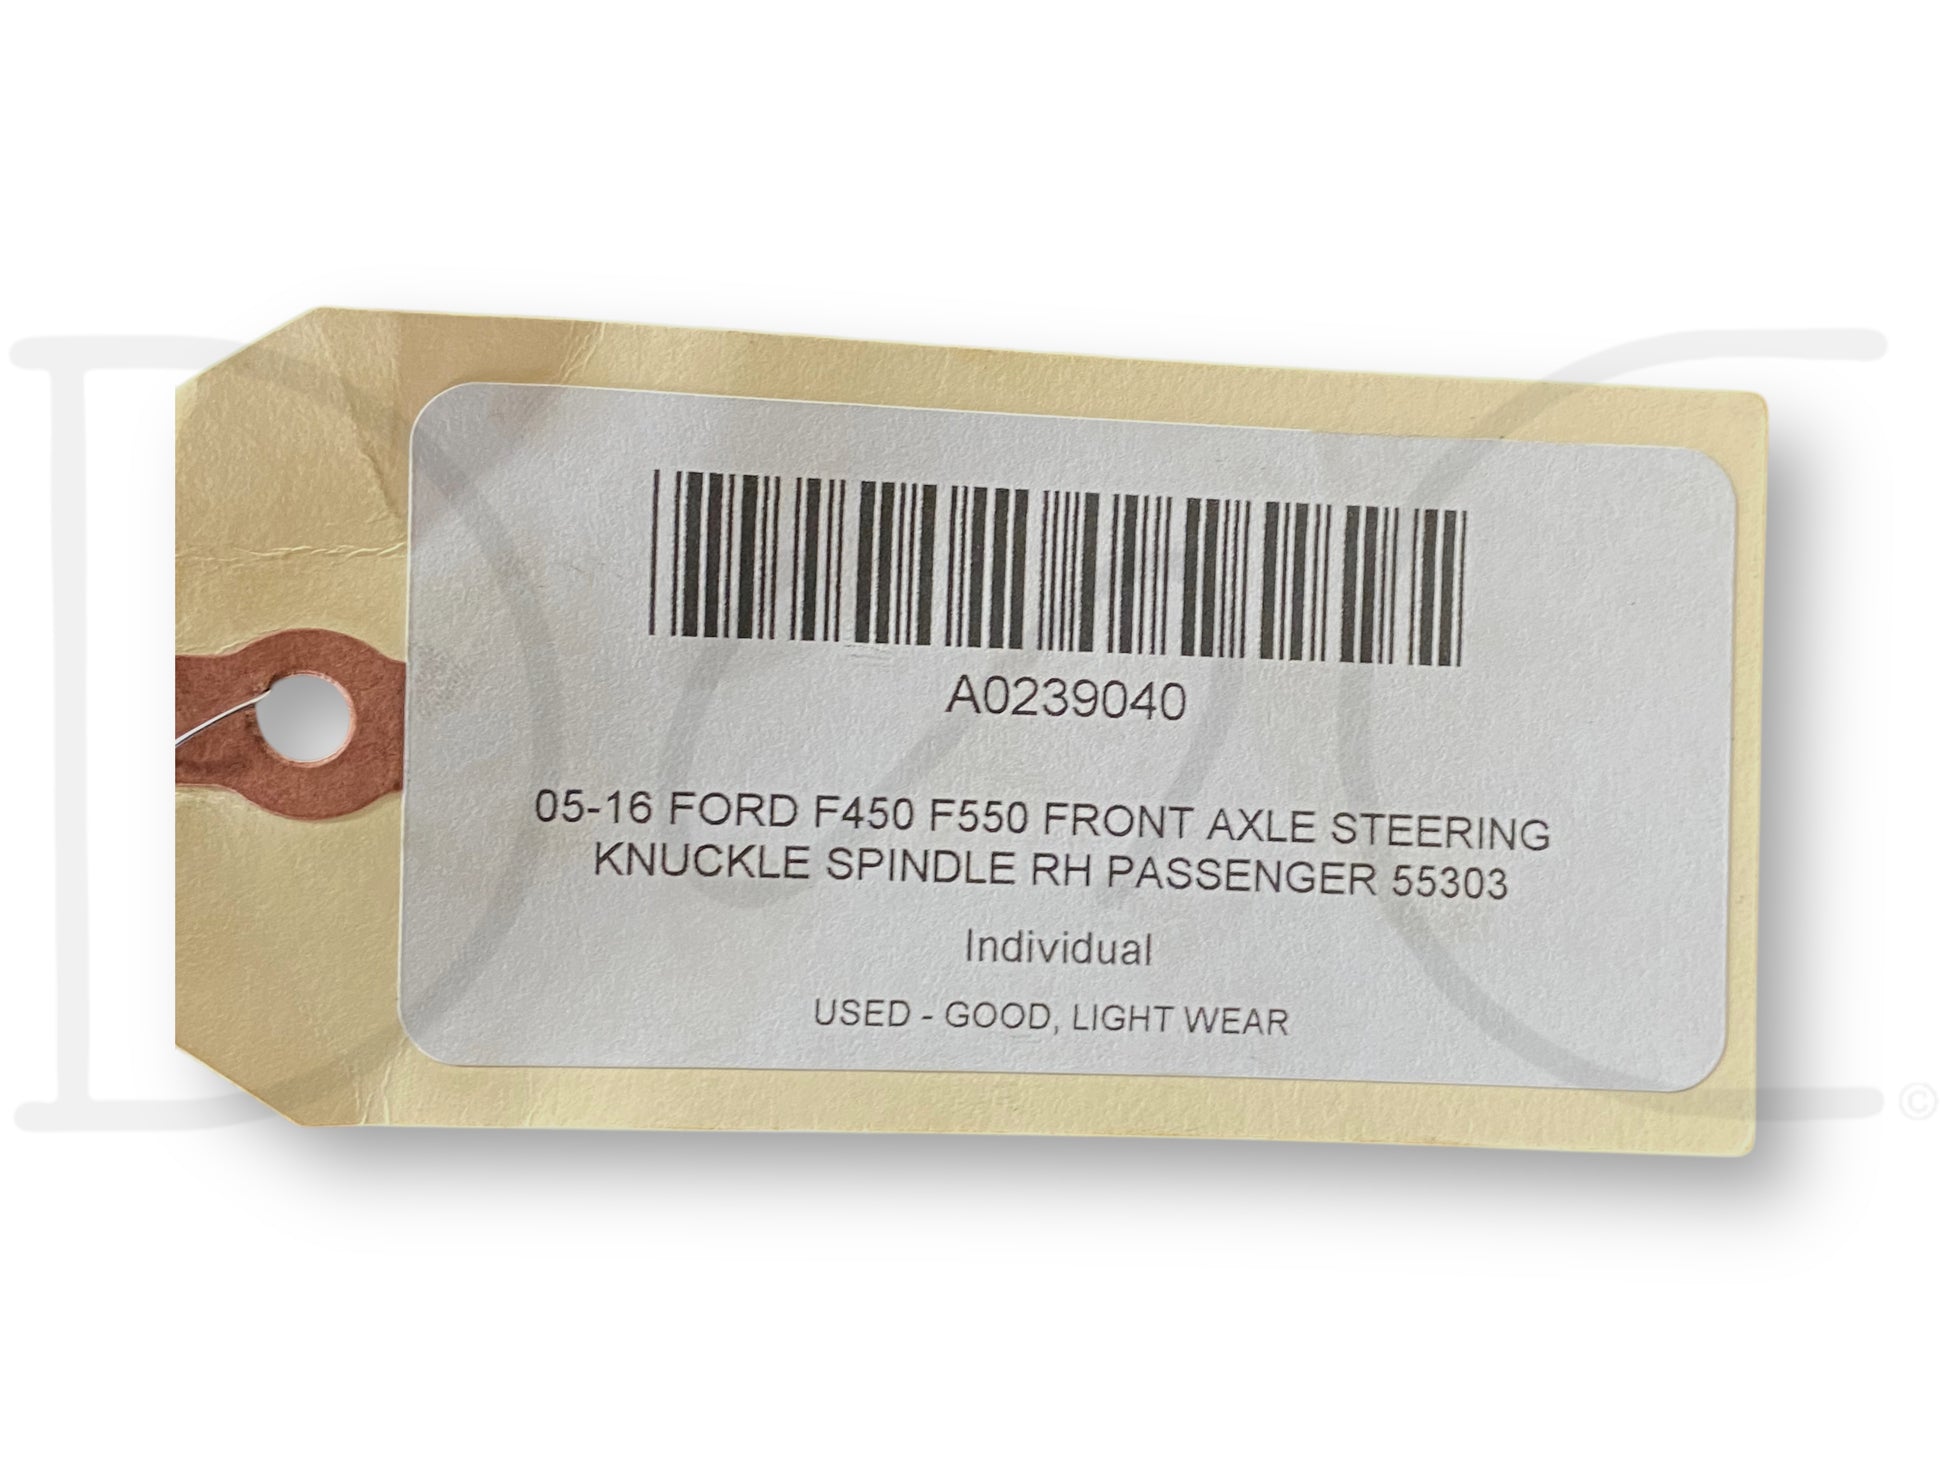 A0239040
05-16 FORD F450 F550 FRONT AXLE STEERING
KNUCKLE SPINDLE RH PASSENGER 55303
Individual
USED - GOOD, LIGHT WEAR
©